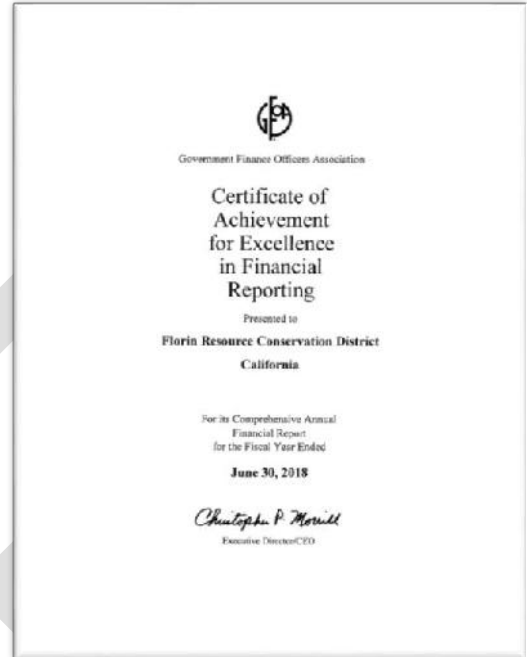 GFOA
Government Finance Officers Association
Certificate of
Achievement
for Excellence
in Financial
Reporting
Presented to
Florin Resource Conservation District
California
For its Comprehensive Annual
Financial Report
for the Fiscal Year Ended
June 30, 2018
Christopher P. Morrill
Executive Director/CEO